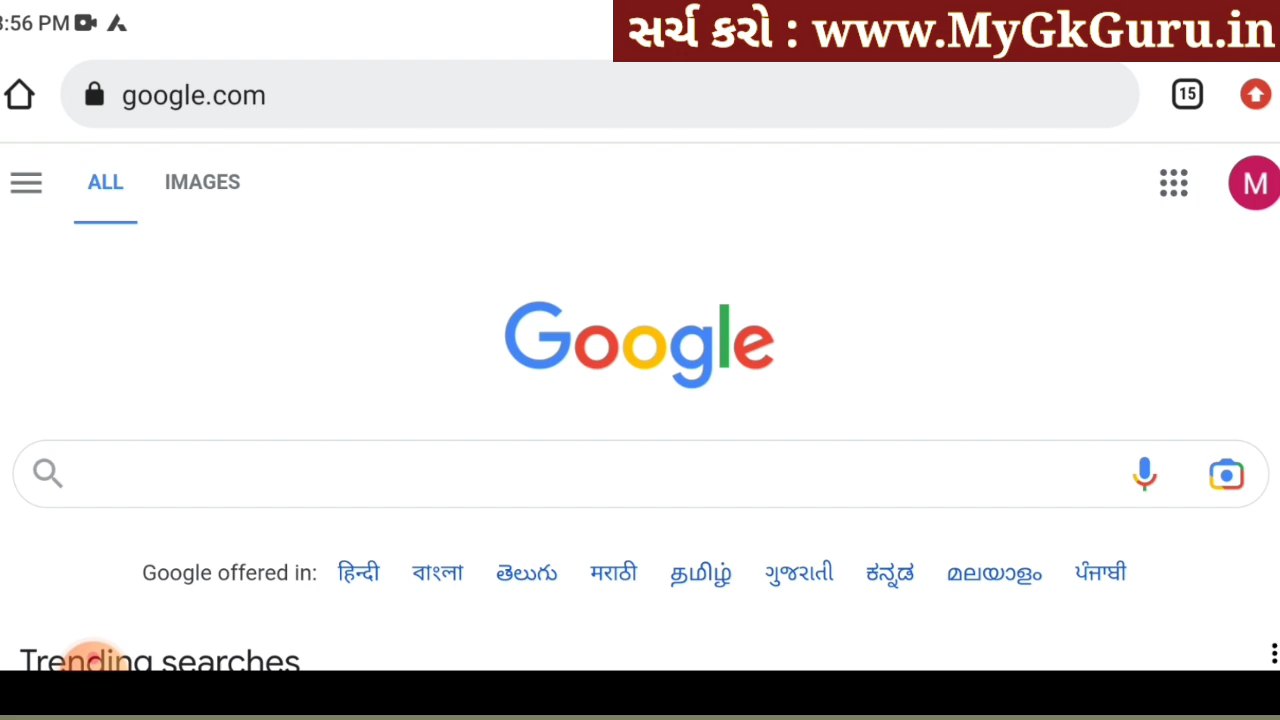 3:56 PM
સર્ચ કરો : www.MyGkGuru.in
google.com
15
ALL IMAGES
M
Google
Google offered in: हिन्दी বাংলা తెలుగు मराठी தமிழ் ગુજરાતી ಕನ್ನಡ മലയാളം ਪੰਜਾਬੀ
Trending searches